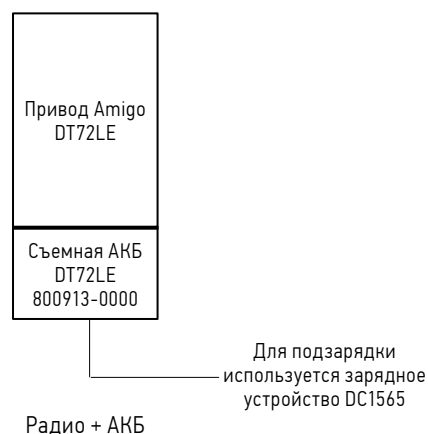 Привод Amigo
DT72LE
Съемная АКБ
DT72LE
800913-0000
Для подзарядки
используется зарядное
устройство DC1565
Радио + АКБ